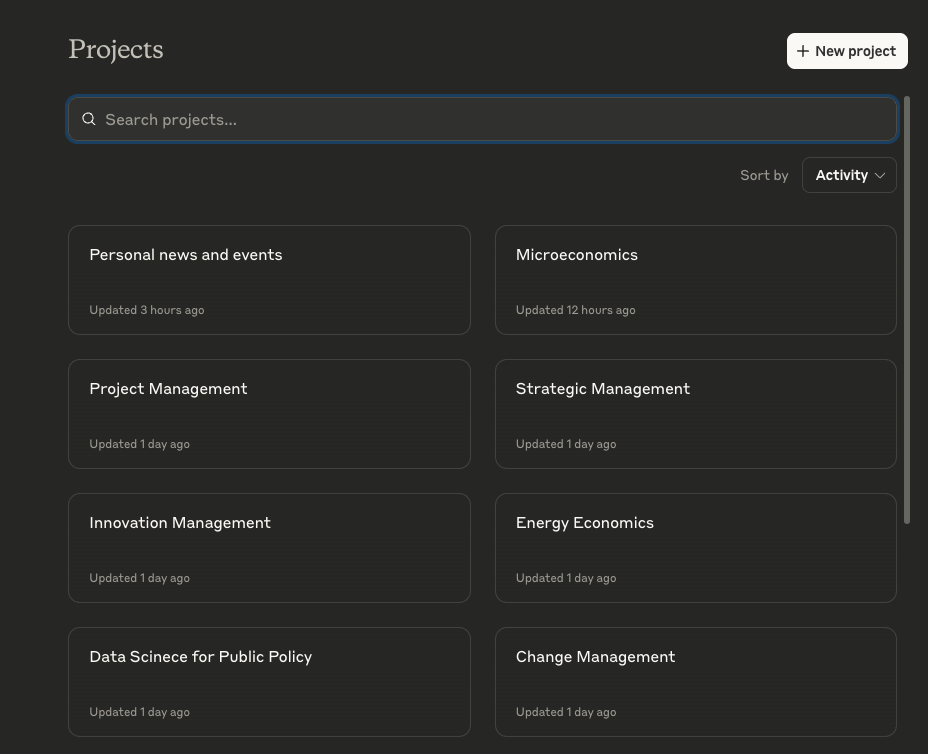 Projects
+ New project
Search projects...
Sort by Activity
Personal news and events
Updated 3 hours ago
Microeconomics
Updated 12 hours ago
Project Management
Updated 1 day ago
Strategic Management
Updated 1 day ago
Innovation Management
Updated 1 day ago
Energy Economics
Updated 1 day ago
Data Scinece for Public Policy
Updated 1 day ago
Change Management
Updated 1 day ago